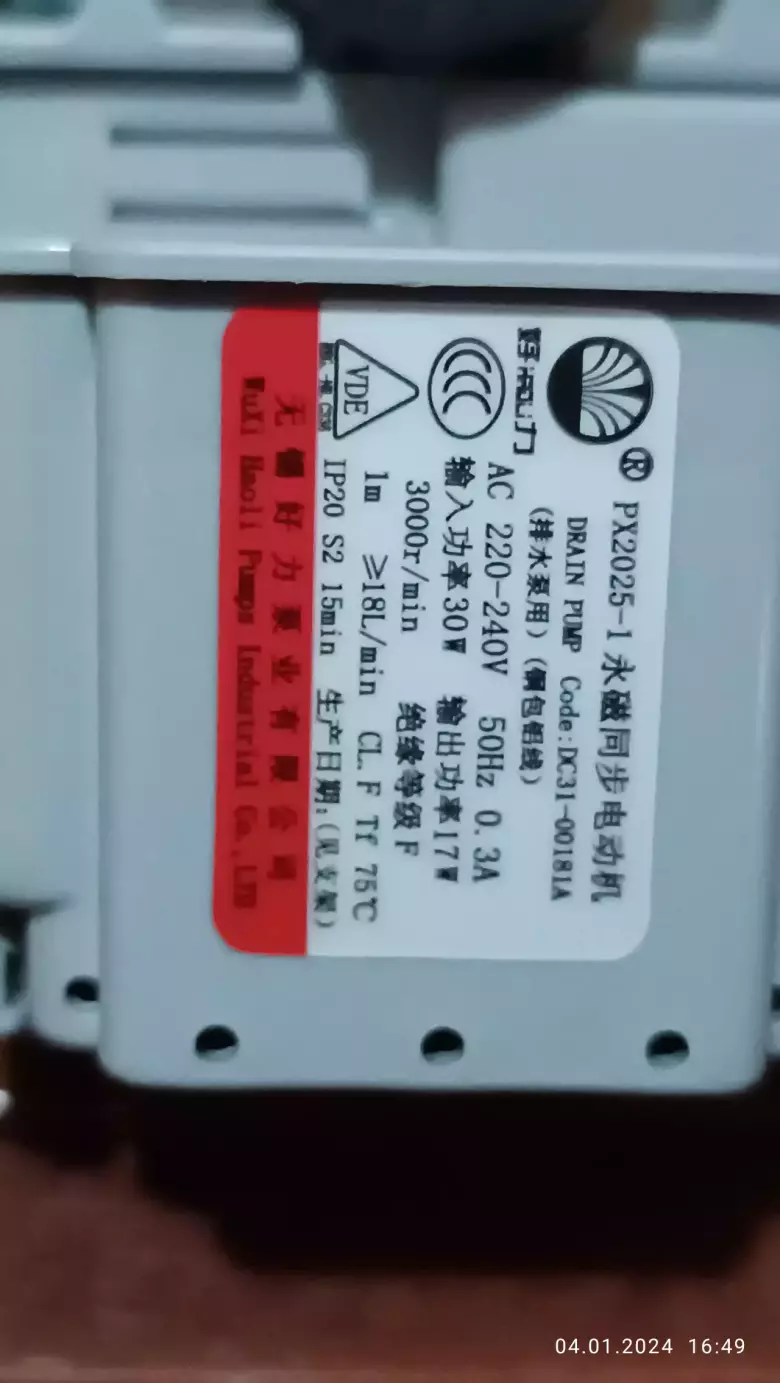 ® PX2025-1 永磁同步电动机
DRAIN PUMP Code:DC31-00181A
(排水泵用) (铜包铝线)
好力
AC 220-240V 50Hz 0.3A
输入功率30W 输出功率17W
3000r/min 绝缘等级F
1m ≥18L/min CL.F Tf 75℃
VDE
IP20 S2 15min 生产日期:(见支架)
无锡好力泵业有限公司
WuXi Haoli Pumps Industrial Co.,LTD
04.01.2024 16:49